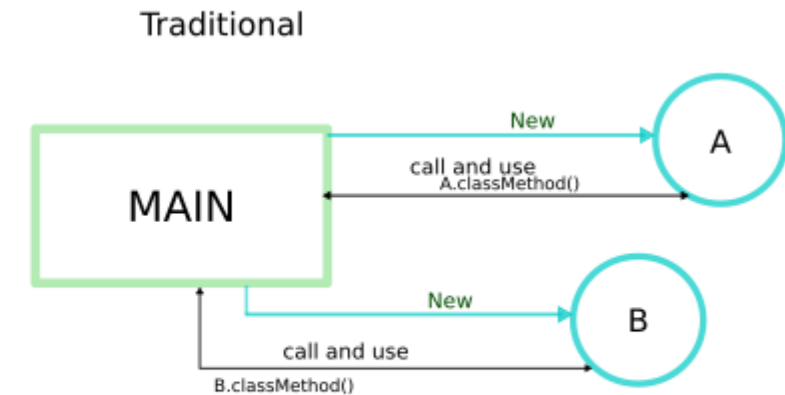 Traditional
New
A
call and use
A.classMethod()
MAIN
New
B
call and use
B.classMethod()